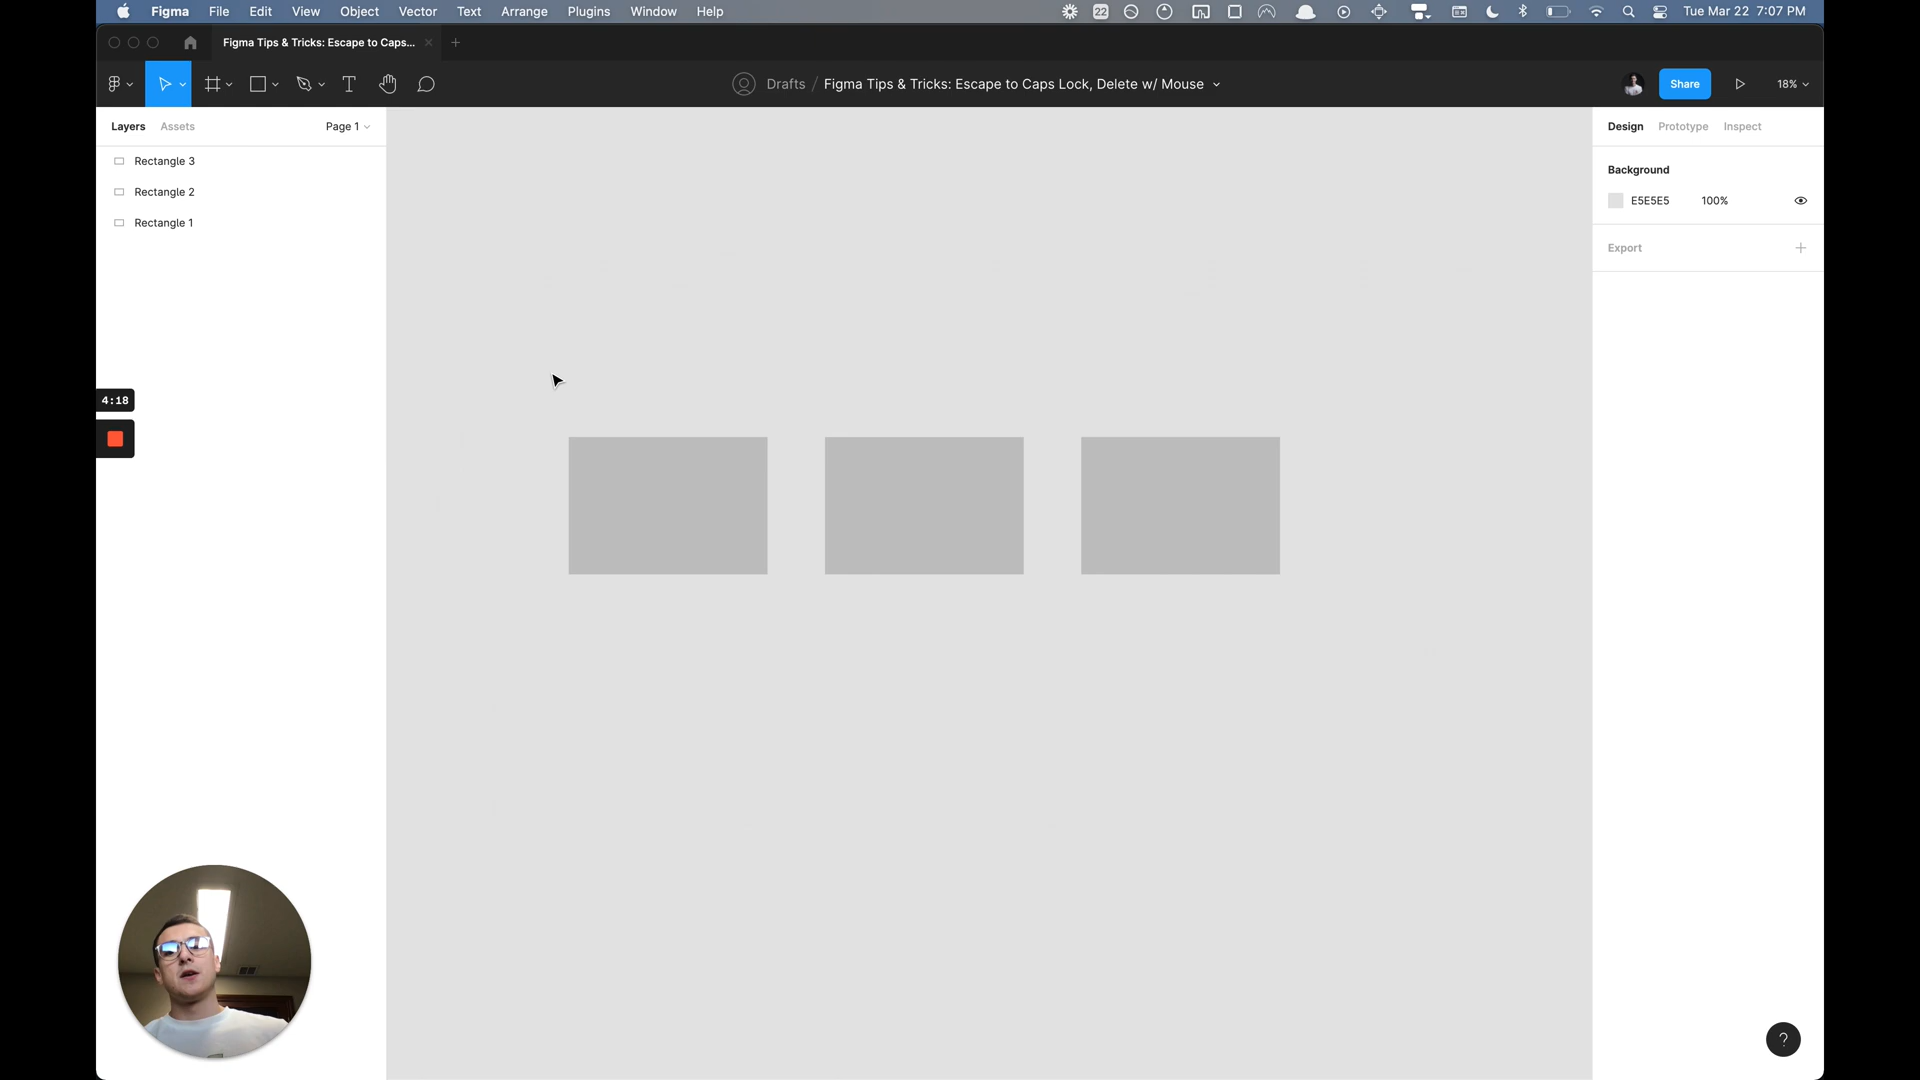 Figma File Edit View Object Vector Text Arrange Plugins Window Help 22 Tue Mar 22 7:07 PM
Figma Tips & Tricks: Escape to Caps...
Drafts / Figma Tips & Tricks: Escape to Caps Lock, Delete w/ Mouse
Share
18%
Layers Assets Page 1
Design Prototype Inspect
Rectangle 3
Rectangle 2
Rectangle 1
Background
E5E5E5 100%
Export
4:18
?